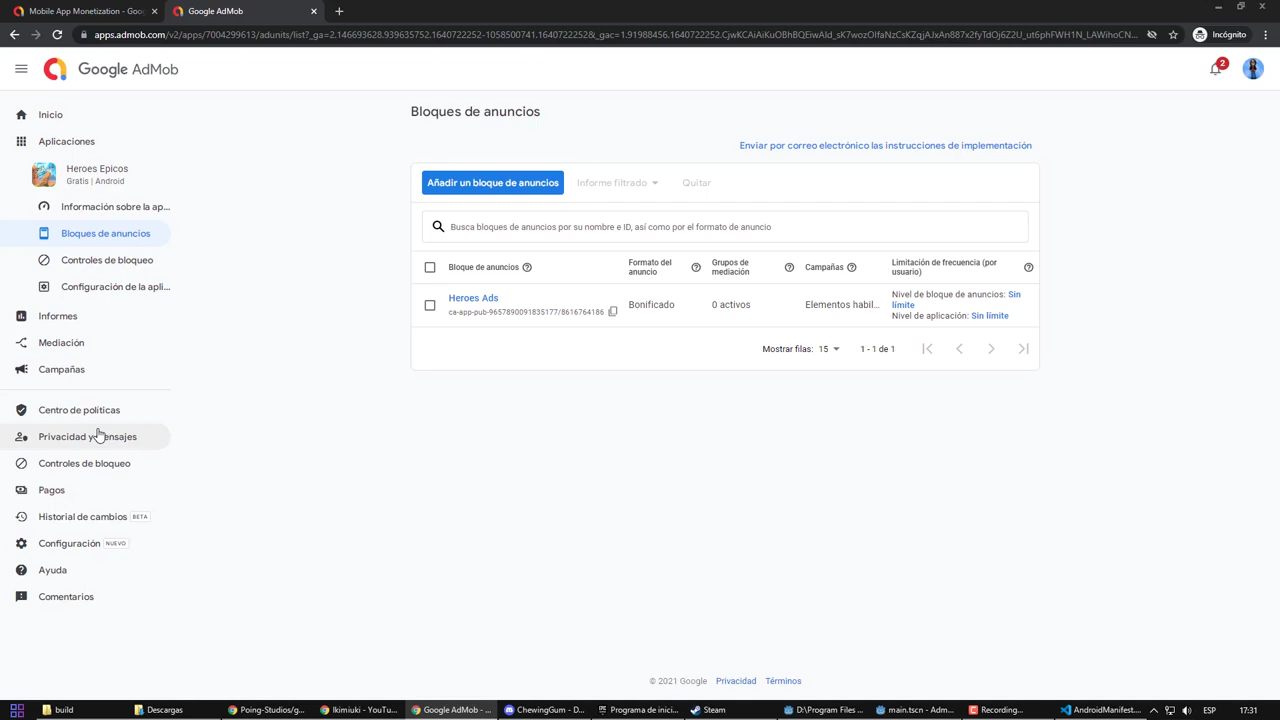 Mobile App Monetization - Goo
Google AdMob
apps.admob.com/v2/apps/7004299613/adunits/list?_ga=2.146693628.939635752.1640722252-1058500741.1640722252&_gac=1.91988456.1640722252.
Incógnito
Google AdMob
2
Inicio
Aplicaciones
Heroes Epicos
Gratis | Android
Información sobre la ap...
Bloques de anuncios
Controles de bloqueo
Configuración de la apli...
Informes
Mediación
Campañas
Centro de políticas
Privacidad y mensajes
Controles de bloqueo
Pagos
Historial de cambios BETA
Configuración NUEVO
Ayuda
Comentarios
Bloques de anuncios
Enviar por correo electrónico las instrucciones de implementación
Añadir un bloque de anuncios
Informe filtrado
Quitar
Busca bloques de anuncios por su nombre e ID, así como por el formato de anuncio
Bloque de anuncios
Formato del anuncio
Grupos de mediación
Campañas
Limitación de frecuencia (por usuario)
Heroes Ads
ca-app-pub-9657890091835177/8616764186
Bonificado
0 activos
Elementos habil...
Nivel de bloque de anuncios: Sin
límite
Nivel de aplicación: Sin límite
Mostrar filas: 15
1 - 1 de 1
© 2021 Google Privacidad Términos
build
Descargas
Poing-Studios/g...
Ikimiuki - YouTu...
Google AdMob - ...
ChewingGum - D...
Programa de inici...
Steam
D:\Program Files ...
main.tscn - Adm...
Recording...
AndroidManifest....
ESP
17:31